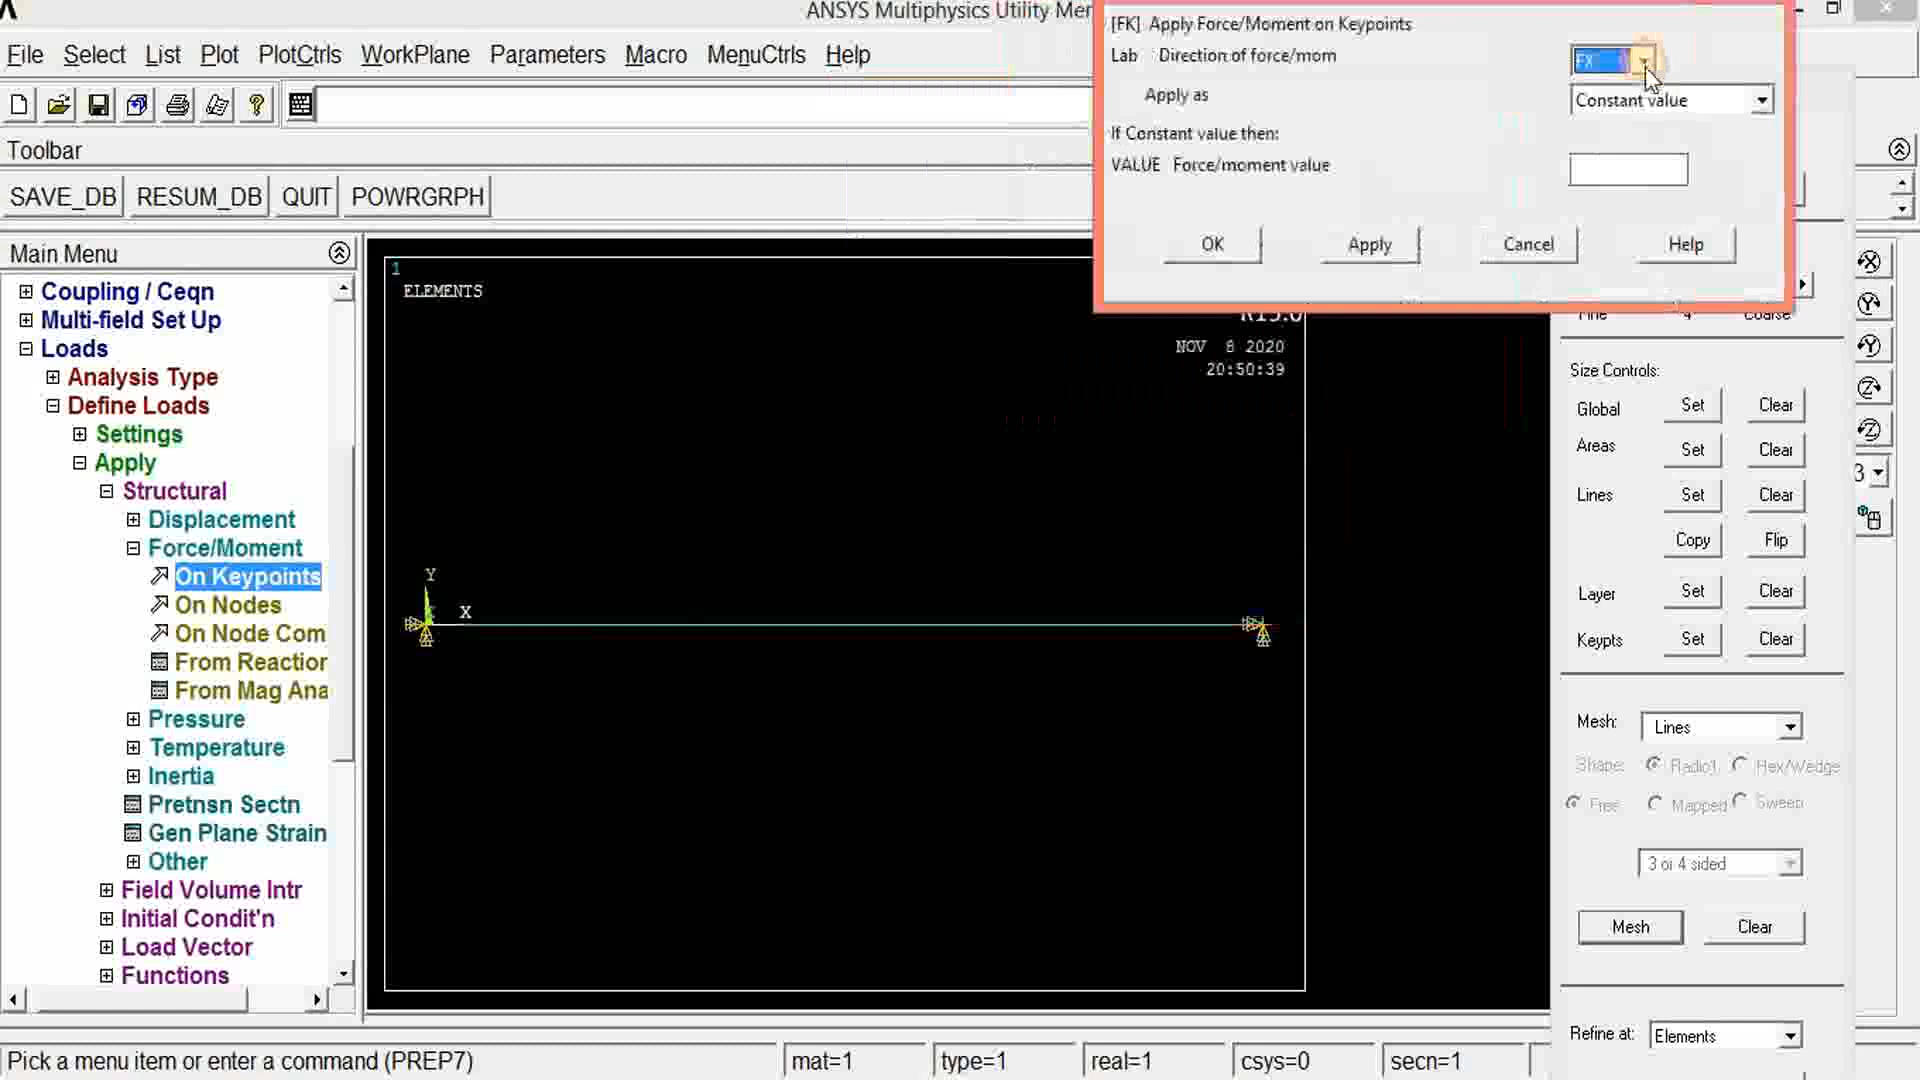 ANSYS Multiphysics Utility Men
File Select List Plot PlotCtrls WorkPlane Parameters Macro MenuCtrls Help
Toolbar
SAVE_DB RESUM_DB QUIT POWRGRPH
[FK] Apply Force/Moment on Keypoints
Lab Direction of force/mom FX
Apply as Constant value
If Constant value then:
VALUE Force/moment value
OK Apply Cancel Help
Main Menu
Coupling / Ceqn
Multi-field Set Up
Loads
Analysis Type
Define Loads
Settings
Apply
Structural
Displacement
Force/Moment
On Keypoints
On Nodes
On Node Com
From Reaction
From Mag Ana
Pressure
Temperature
Inertia
Pretnsn Sectn
Gen Plane Strain
Other
Field Volume Intr
Initial Condit'n
Load Vector
Functions
1
ELEMENTS
R15.0
NOV 8 2020
20:50:39
Y
X
Fine 4 Coarse
Size Controls:
Global Set Clear
Areas Set Clear
Lines Set Clear
Copy Flip
Layer Set Clear
Keypts Set Clear
Mesh: Lines
Shape: Hex/Wedge
Free Mapped Sweep
3 or 4 sided
Mesh Clear
Refine at: Elements
3
Pick a menu item or enter a command (PREP7) mat=1 type=1 real=1 csys=0 secn=1